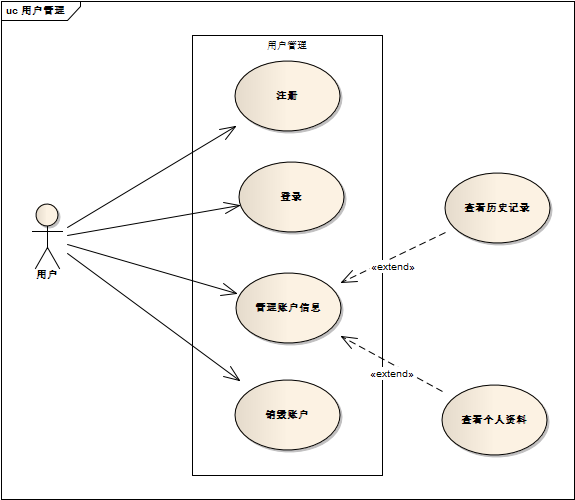 uc 用户管理
用户管理
注册
登录
查看历史记录
«extend»
用户
管理账户信息
«extend»
销毁账户
查看个人资料